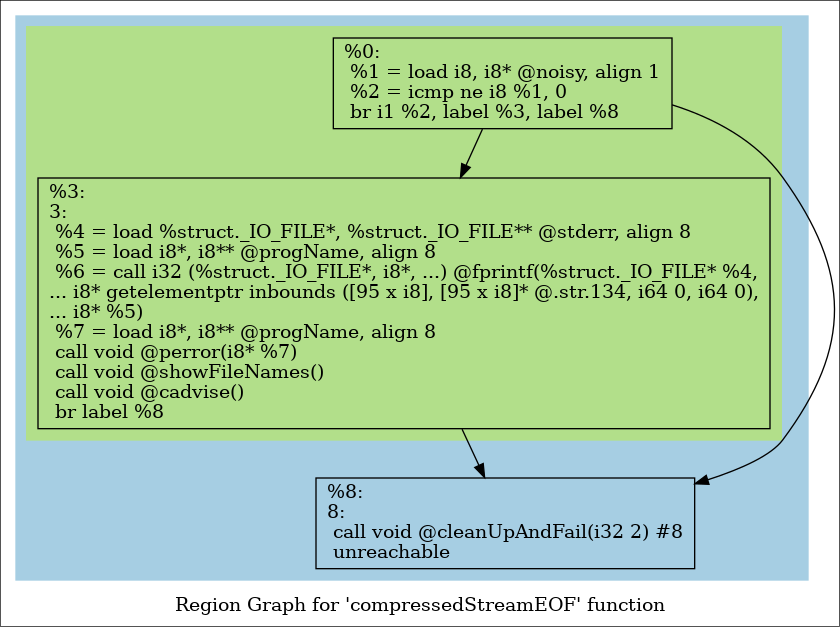 %0:
%1 = load i8, i8* @noisy, align 1
%2 = icmp ne i8 %1, 0
br i1 %2, label %3, label %8
%3:
3:
%4 = load %struct._IO_FILE*, %struct._IO_FILE** @stderr, align 8
%5 = load i8*, i8** @progName, align 8
%6 = call i32 (%struct._IO_FILE*, i8*, ...) @fprintf(%struct._IO_FILE* %4,
... i8* getelementptr inbounds ([95 x i8], [95 x i8]* @.str.134, i64 0, i64 0),
... i8* %5)
%7 = load i8*, i8** @progName, align 8
call void @perror(i8* %7)
call void @showFileNames()
call void @cadvise()
br label %8
%8:
8:
call void @cleanUpAndFail(i32 2) #8
unreachable
Region Graph for 'compressedStreamEOF' function